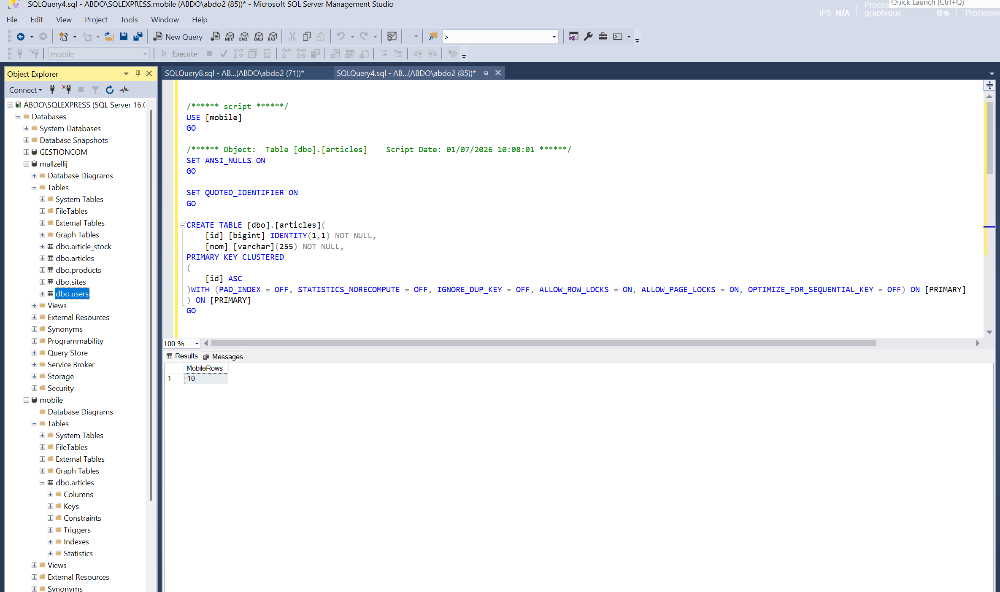 SQLQuery4.sql - ABDO\SQLEXPRESS.mobile (ABDO\abdo2 (85))* - Microsoft SQL Server Management Studio
Quick Launch (Ctrl+Q)
IPS N/A
graphique 0 %
File Edit View Project Tools Window Help
New Query MDX DMX XMLA DAX >
mobile Execute
Object Explorer
Connect
ABDO\SQLEXPRESS (SQL Server 16.0
Databases
System Databases
Database Snapshots
GESTIONCOM
mallzellij
Database Diagrams
Tables
System Tables
FileTables
External Tables
Graph Tables
dbo.article_stock
dbo.articles
dbo.products
dbo.sites
dbo.users
Views
External Resources
Synonyms
Programmability
Query Store
Service Broker
Storage
Security
mobile
Database Diagrams
Tables
System Tables
FileTables
External Tables
Graph Tables
dbo.articles
Columns
Keys
Constraints
Triggers
Indexes
Statistics
Views
External Resources
Synonyms
SQLQuery8.sql - AB...(ABDO\abdo2 (71))*
SQLQuery4.sql - AB...(ABDO\abdo2 (85))*
/****** script ******/
USE [mobile]
GO
/****** Object:  Table [dbo].[articles]    Script Date: 01/07/2026 10:08:01 ******/
SET ANSI_NULLS ON
GO
SET QUOTED_IDENTIFIER ON
GO
CREATE TABLE [dbo].[articles](
[id] [bigint] IDENTITY(1,1) NOT NULL,
[nom] [varchar](255) NOT NULL,
PRIMARY KEY CLUSTERED
(
[id] ASC
)WITH (PAD_INDEX = OFF, STATISTICS_NORECOMPUTE = OFF, IGNORE_DUP_KEY = OFF, ALLOW_ROW_LOCKS = ON, ALLOW_PAGE_LOCKS = ON, OPTIMIZE_FOR_SEQUENTIAL_KEY = OFF) ON [PRIMARY]
) ON [PRIMARY]
GO
100 %
Results Messages
MobileRows
1 10